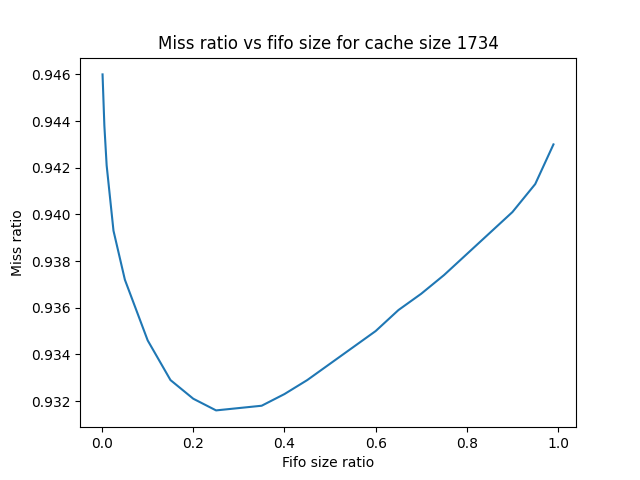 Miss ratio vs fifo size for cache size 1734
0.946
0.944
0.942
0.940
0.938
0.936
0.934
0.932
Miss ratio
0.0 0.2 0.4 0.6 0.8 1.0
Fifo size ratio